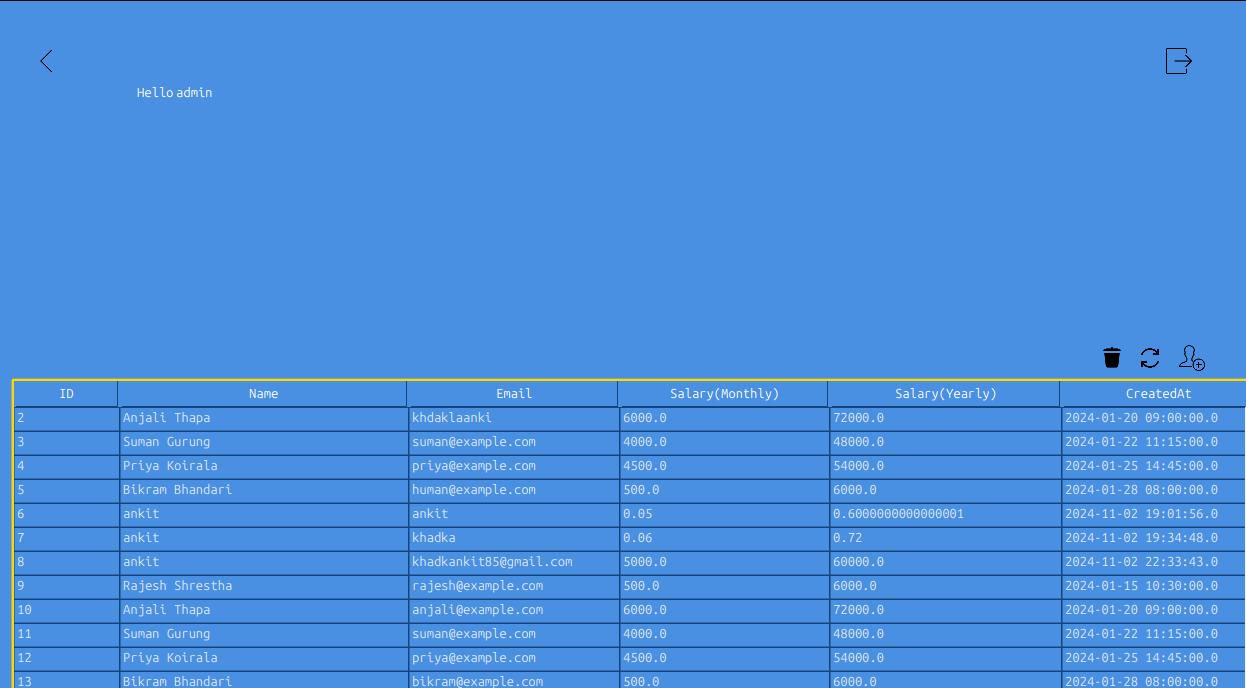 Hello admin
ID Name Email Salary(Monthly) Salary(Yearly) CreatedAt
2 Anjali Thapa khdaklaanki 6000.0 72000.0 2024-01-20 09:00:00.0
3 Suman Gurung suman@example.com 4000.0 48000.0 2024-01-22 11:15:00.0
4 Priya Koirala priya@example.com 4500.0 54000.0 2024-01-25 14:45:00.0
5 Bikram Bhandari human@example.com 500.0 6000.0 2024-01-28 08:00:00.0
6 ankit ankit 0.05 0.6000000000000001 2024-11-02 19:01:56.0
7 ankit khadka 0.06 0.72 2024-11-02 19:34:48.0
8 ankit khadkankit85@gmail.com 5000.0 60000.0 2024-11-02 22:33:43.0
9 Rajesh Shrestha rajesh@example.com 500.0 6000.0 2024-01-15 10:30:00.0
10 Anjali Thapa anjali@example.com 6000.0 72000.0 2024-01-20 09:00:00.0
11 Suman Gurung suman@example.com 4000.0 48000.0 2024-01-22 11:15:00.0
12 Priya Koirala priya@example.com 4500.0 54000.0 2024-01-25 14:45:00.0
13 Bikram Bhandari bikram@example.com 500.0 6000.0 2024-01-28 08:00:00.0